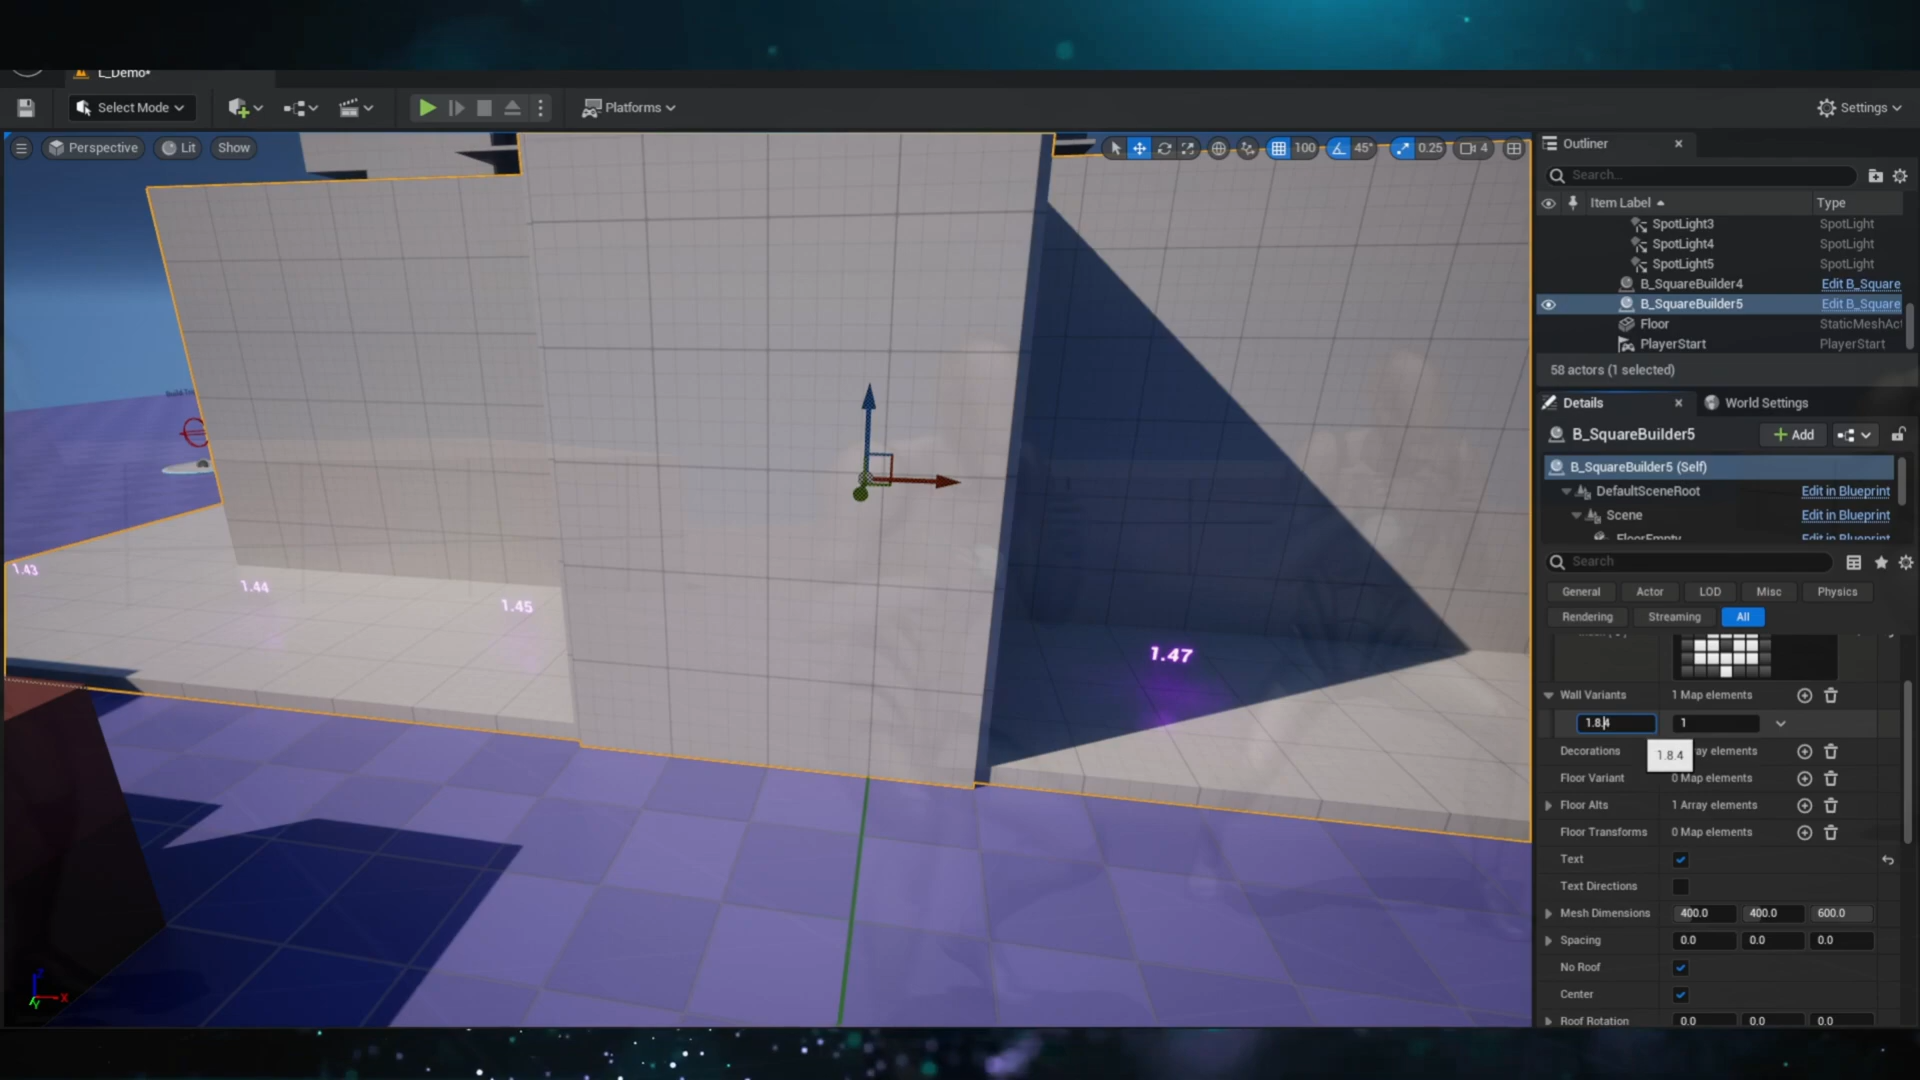 L_Demo*
Select Mode
Platforms
Settings
Perspective
Lit
Show
100
45°
0.25
4
1.43
1.44
1.45
1.47
Outliner
Search...
Item Label
Type
SpotLight3
SpotLight
SpotLight4
SpotLight
SpotLight5
SpotLight
B_SquareBuilder4
Edit B_Square
B_SquareBuilder5
Edit B_Square
Floor
StaticMeshAct
PlayerStart
PlayerStart
58 actors (1 selected)
Details
World Settings
B_SquareBuilder5
Add
B_SquareBuilder5 (Self)
DefaultSceneRoot
Edit in Blueprint
Scene
Edit in Blueprint
FloorEmpty
Edit in Blueprint
Search
General
Actor
LOD
Misc
Physics
Rendering
Streaming
All
Wall Variants
1 Map elements
1.8.4
1
1.8.4
Decorations
ay elements
Floor Variant
0 Map elements
Floor Alts
1 Array elements
Floor Transforms
0 Map elements
Text
Text Directions
Mesh Dimensions
400.0
400.0
600.0
Spacing
0.0
0.0
0.0
No Roof
Center
Roof Rotation
0.0
0.0
0.0
Z
X
Y